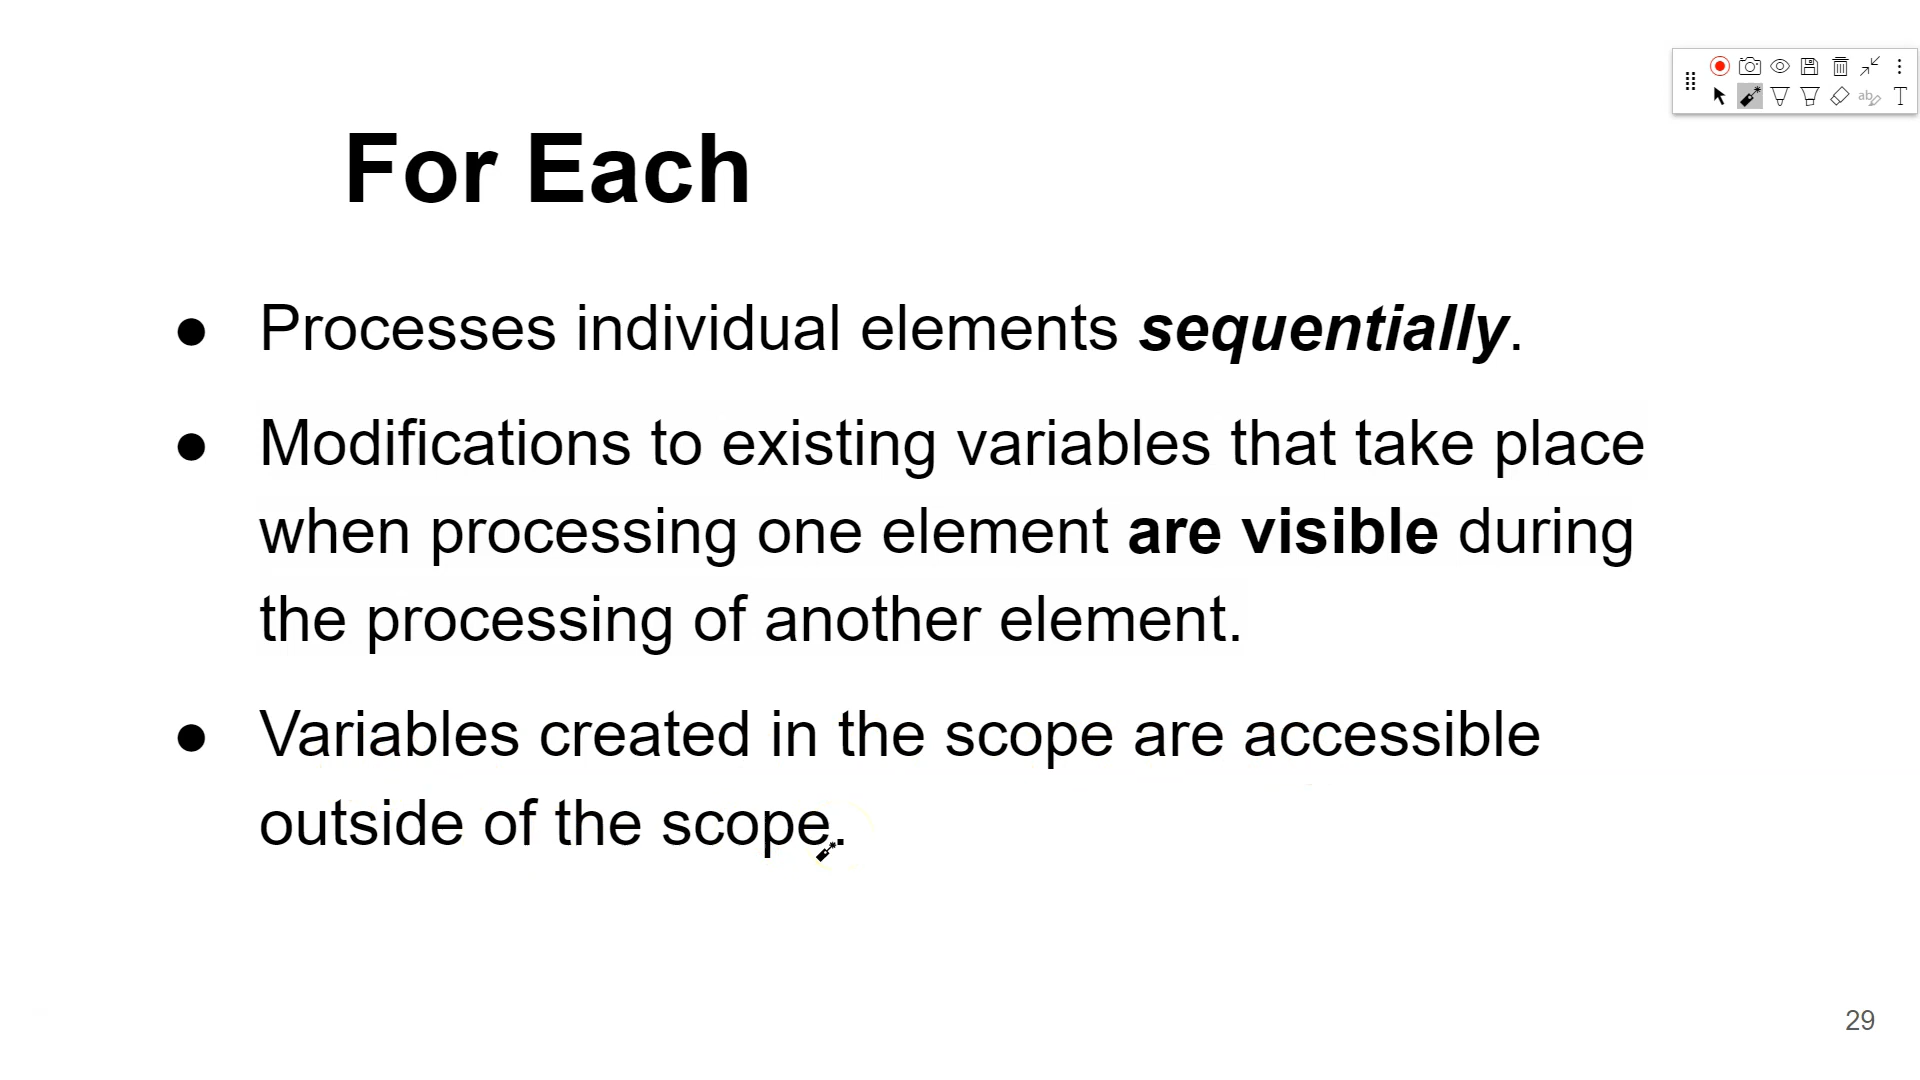 For Each
● Processes individual elements sequentially.
● Modifications to existing variables that take place
when processing one element are visible during
the processing of another element.
● Variables created in the scope are accessible
outside of the scope.
ab
T
29